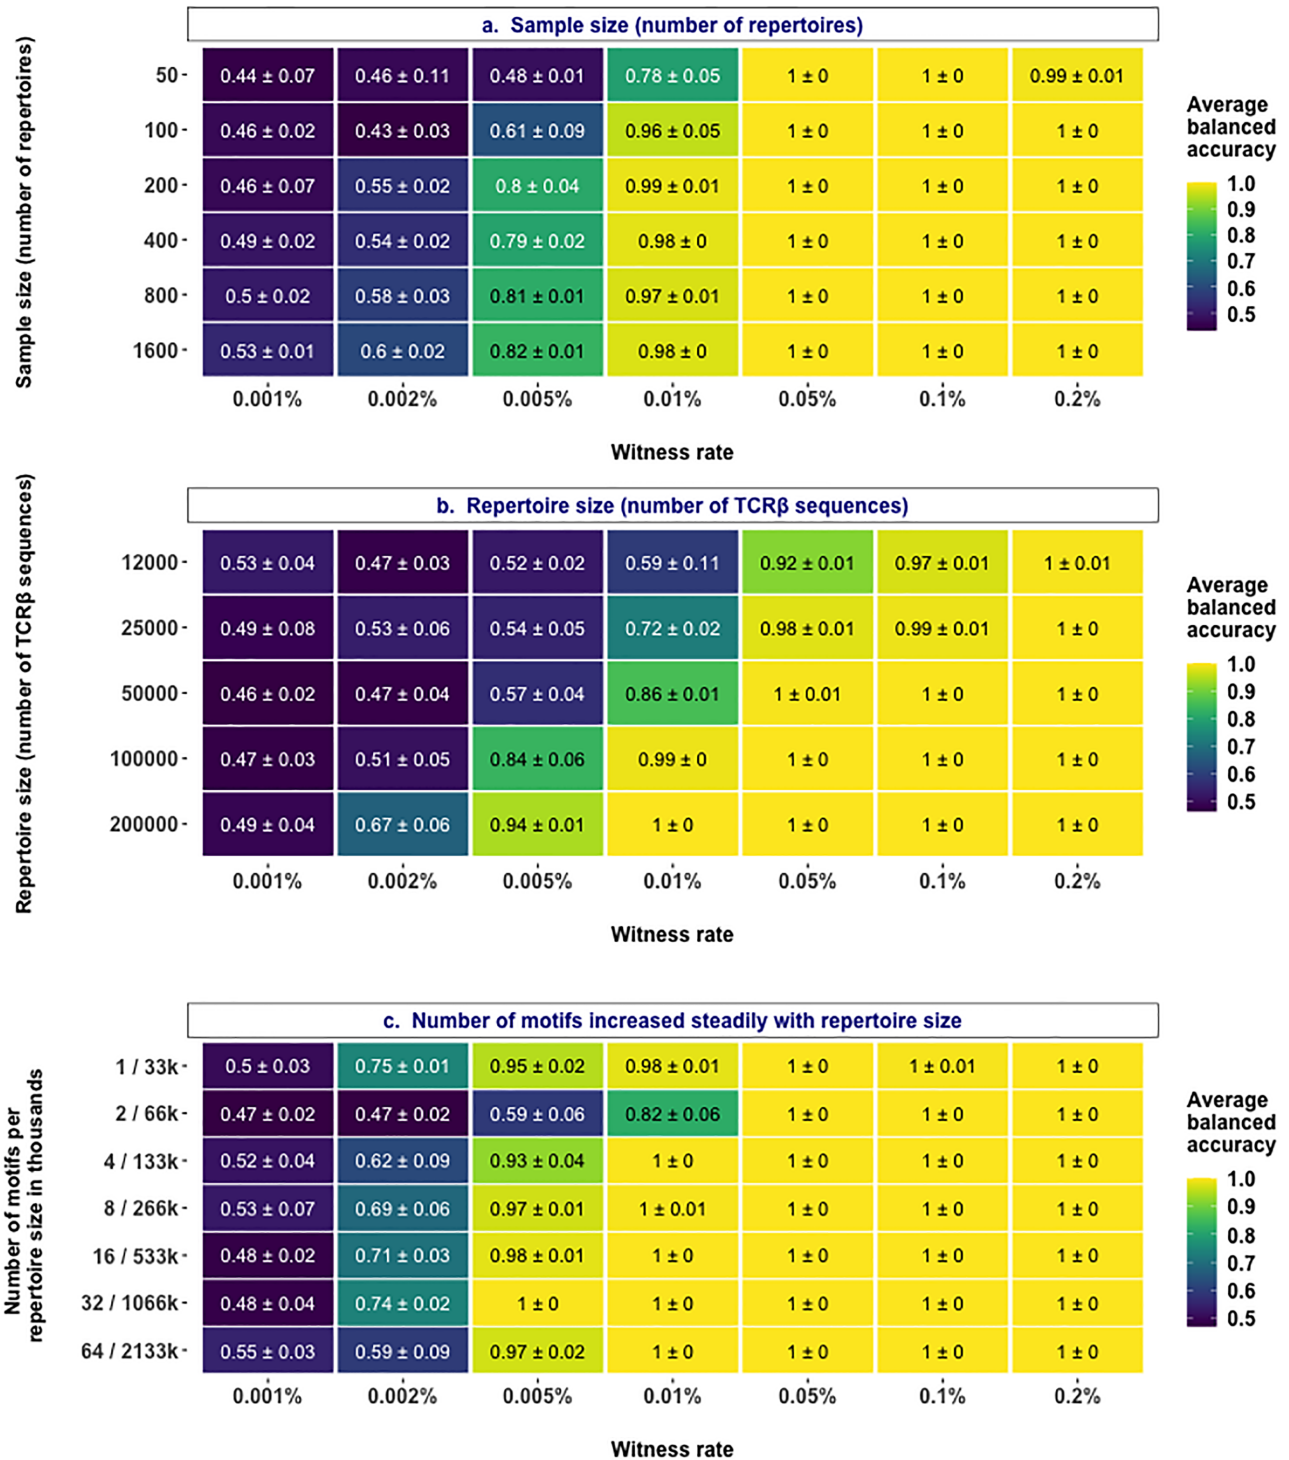 a. Sample size (number of repertoires)
Sample size (number of repertoires)
50 0.44 ± 0.07 0.46 ± 0.11 0.48 ± 0.01 0.78 ± 0.05 1 ± 0 1 ± 0 0.99 ± 0.01
100 0.46 ± 0.02 0.43 ± 0.03 0.61 ± 0.09 0.96 ± 0.05 1 ± 0 1 ± 0 1 ± 0
200 0.46 ± 0.07 0.55 ± 0.02 0.8 ± 0.04 0.99 ± 0.01 1 ± 0 1 ± 0 1 ± 0
400 0.49 ± 0.02 0.54 ± 0.02 0.79 ± 0.02 0.98 ± 0 1 ± 0 1 ± 0 1 ± 0
800 0.5 ± 0.02 0.58 ± 0.03 0.81 ± 0.01 0.97 ± 0.01 1 ± 0 1 ± 0 1 ± 0
1600 0.53 ± 0.01 0.6 ± 0.02 0.82 ± 0.01 0.98 ± 0 1 ± 0 1 ± 0 1 ± 0
0.001% 0.002% 0.005% 0.01% 0.05% 0.1% 0.2%
Witness rate
Average
balanced
accuracy
1.0
0.9
0.8
0.7
0.6
0.5
b. Repertoire size (number of TCRβ sequences)
Repertoire size (number of TCRβ sequences)
12000 0.53 ± 0.04 0.47 ± 0.03 0.52 ± 0.02 0.59 ± 0.11 0.92 ± 0.01 0.97 ± 0.01 1 ± 0.01
25000 0.49 ± 0.08 0.53 ± 0.06 0.54 ± 0.05 0.72 ± 0.02 0.98 ± 0.01 0.99 ± 0.01 1 ± 0
50000 0.46 ± 0.02 0.47 ± 0.04 0.57 ± 0.04 0.86 ± 0.01 1 ± 0.01 1 ± 0 1 ± 0
100000 0.47 ± 0.03 0.51 ± 0.05 0.84 ± 0.06 0.99 ± 0 1 ± 0 1 ± 0 1 ± 0
200000 0.49 ± 0.04 0.67 ± 0.06 0.94 ± 0.01 1 ± 0 1 ± 0 1 ± 0 1 ± 0
0.001% 0.002% 0.005% 0.01% 0.05% 0.1% 0.2%
Witness rate
Average
balanced
accuracy
1.0
0.9
0.8
0.7
0.6
0.5
c. Number of motifs increased steadily with repertoire size
Number of motifs per
repertoire size in thousands
1 / 33k 0.5 ± 0.03 0.75 ± 0.01 0.95 ± 0.02 0.98 ± 0.01 1 ± 0 1 ± 0.01 1 ± 0
2 / 66k 0.47 ± 0.02 0.47 ± 0.02 0.59 ± 0.06 0.82 ± 0.06 1 ± 0 1 ± 0 1 ± 0
4 / 133k 0.52 ± 0.04 0.62 ± 0.09 0.93 ± 0.04 1 ± 0 1 ± 0 1 ± 0 1 ± 0
8 / 266k 0.53 ± 0.07 0.69 ± 0.06 0.97 ± 0.01 1 ± 0.01 1 ± 0 1 ± 0 1 ± 0
16 / 533k 0.48 ± 0.02 0.71 ± 0.03 0.98 ± 0.01 1 ± 0 1 ± 0 1 ± 0 1 ± 0
32 / 1066k 0.48 ± 0.04 0.74 ± 0.02 1 ± 0 1 ± 0 1 ± 0 1 ± 0 1 ± 0
64 / 2133k 0.55 ± 0.03 0.59 ± 0.09 0.97 ± 0.02 1 ± 0 1 ± 0 1 ± 0 1 ± 0
0.001% 0.002% 0.005% 0.01% 0.05% 0.1% 0.2%
Witness rate
Average
balanced
accuracy
1.0
0.9
0.8
0.7
0.6
0.5